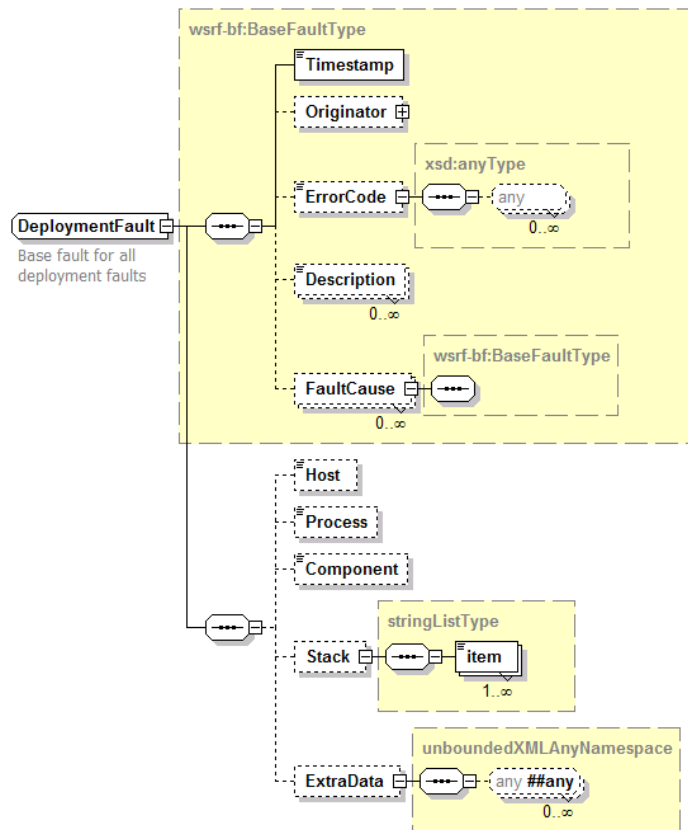 wsrf-bf:BaseFaultType
Timestamp
Originator
xsd:anyType
ErrorCode
any
0..∞
DeploymentFault
Base fault for all
deployment faults
Description
0..∞
wsrf-bf:BaseFaultType
FaultCause
0..∞
Host
Process
Component
stringListType
Stack
item
1..∞
unboundedXMLAnyNamespace
ExtraData
any ##any
0..∞